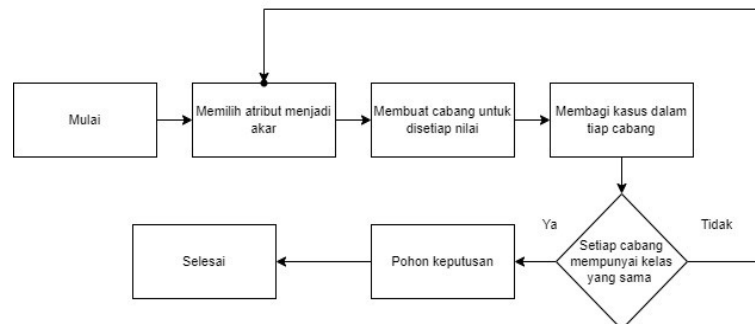 Mulai
Memilih atribut menjadi
akar
Membuat cabang untuk
disetiap nilai
Membagi kasus dalam
tiap cabang
Selesai
Pohon keputusan
Ya
Setiap cabang
mempunyai kelas
yang sama
Tidak